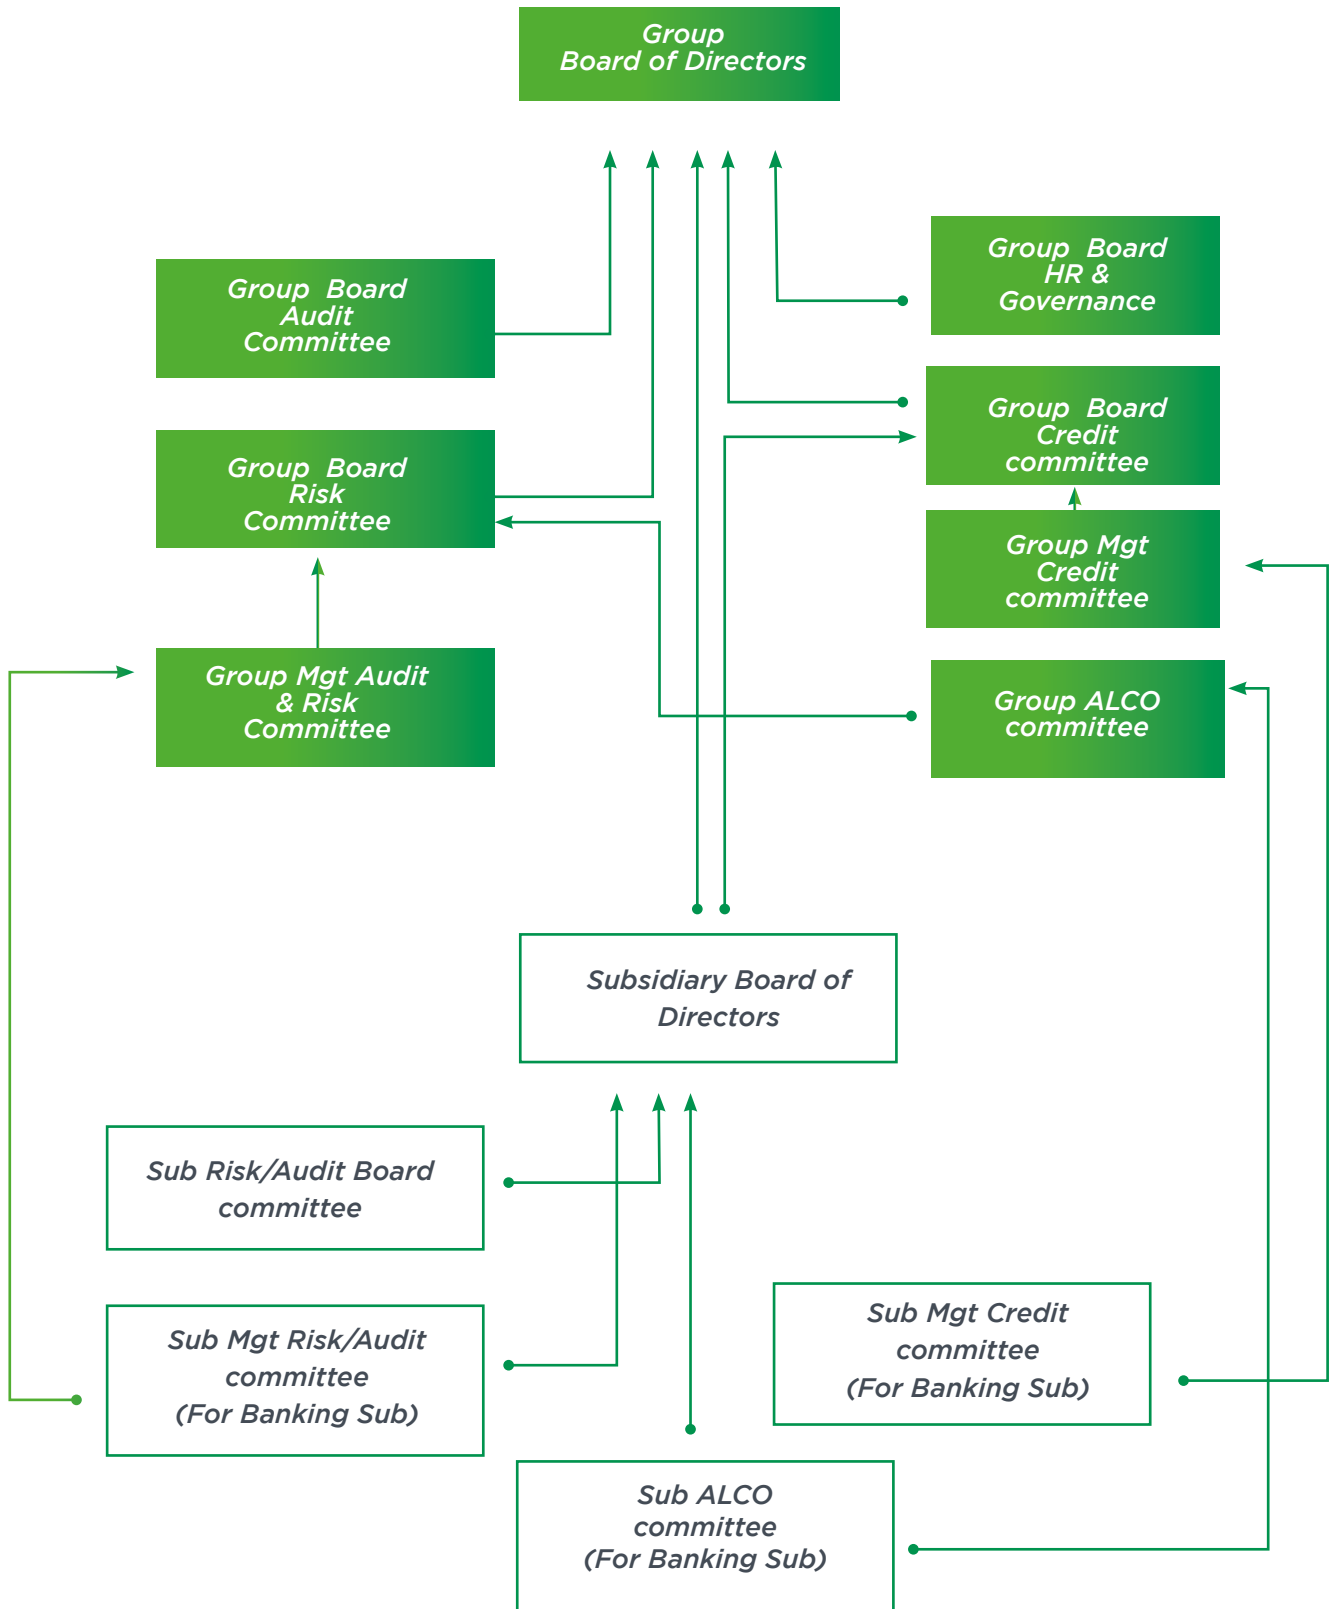 Group
Board of Directors
Group Board
HR &
Governance
Group Board
Audit
Committee
Group Board
Credit
committee
Group Board
Risk
Committee
Group Mgt
Credit
committee
Group Mgt Audit
& Risk
Committee
Group ALCO
committee
Subsidiary Board of
Directors
Sub Risk/Audit Board
committee
Sub Mgt Risk/Audit
committee
(For Banking Sub)
Sub Mgt Credit
committee
(For Banking Sub)
Sub ALCO
committee
(For Banking Sub)